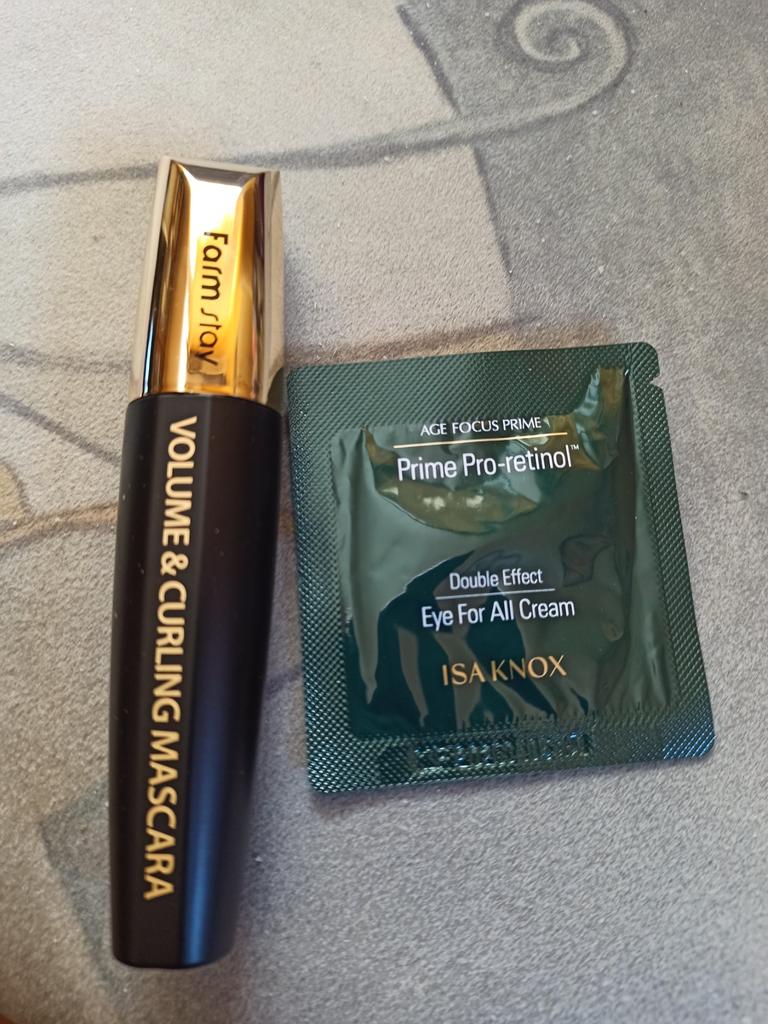 Farm stay
VOLUME & CURLING MASCARA
AGE FOCUS PRIME
Prime Pro-retinol™
Double Effect
Eye For All Cream
ISA KNOX